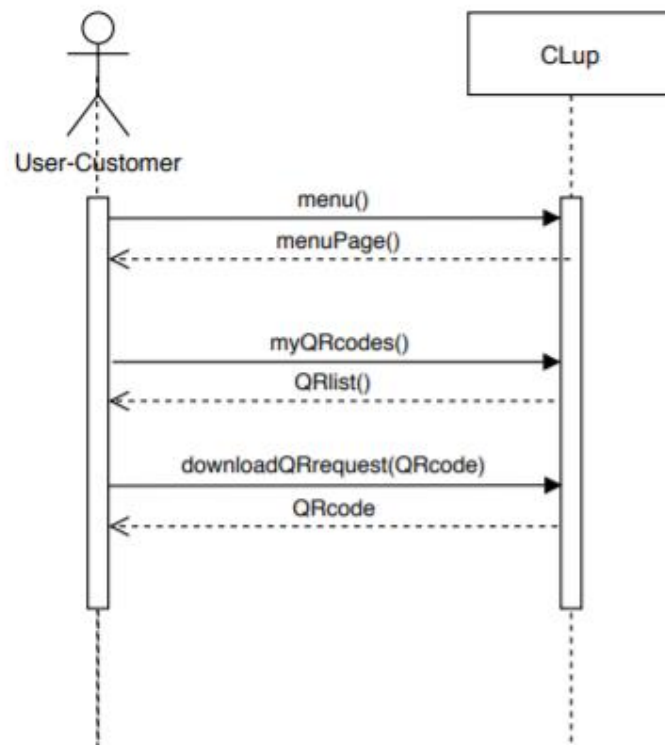 CLup
User-Customer
menu()
menuPage()
myQRcodes()
QRlist()
downloadQRrequest(QRcode)
QRcode